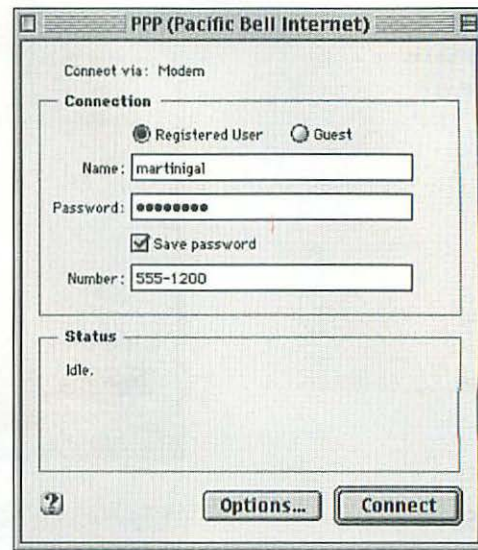 PPP (Pacific Bell Internet)
Connect via: Modem
Connection
Registered User Guest
Name: martinigal
Password: ●●●●●●●●
Save password
Number: 555-1200
Status
Idle.
? Options... Connect